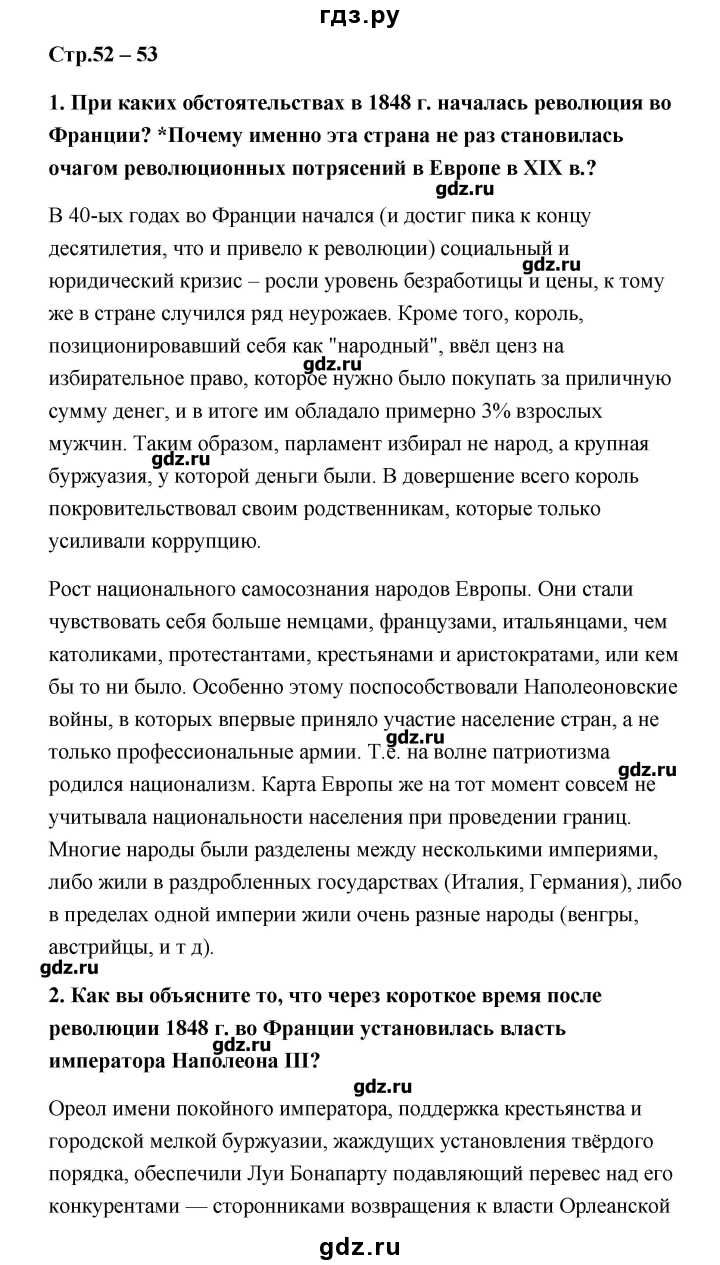 гдз.ру
Стр.52 – 53
1. При каких обстоятельствах в 1848 г. началась революция во
Франции? *Почему именно эта страна не раз становилась
очагом революционных потрясений в Европе в XIX в.?
gdz.ru
В 40-ых годах во Франции начался (и достиг пика к концу
десятилетия, что и привело к революции) социальный и
gdz.ru
юридический кризис – росли уровень безработицы и цены, к тому
же в стране случился ряд неурожаев. Кроме того, король,
позиционировавший себя как "народный", ввёл ценз на
gdz.ru
избирательное право, которое нужно было покупать за приличную
сумму денег, и в итоге им обладало примерно 3% взрослых
мужчин. Таким образом, парламент избирал не народ, а крупная
gdz.ru
буржуазия, у которой деньги были. В довершение всего король
покровительствовал своим родственникам, которые только
усиливали коррупцию.
Рост национального самосознания народов Европы. Они стали
чувствовать себя больше немцами, французами, итальянцами, чем
католиками, протестантами, крестьянами и аристократами, или кем
бы то ни было. Особенно этому поспособствовали Наполеоновские
войны, в которых впервые приняло участие население стран, а не
gdz.ru
только профессиональные армии. Т.е. на волне патриотизма
gdz.ru
родился национализм. Карта Европы же на тот момент совсем не
учитывала национальности населения при проведении границ.
Многие народы были разделены между несколькими империями,
либо жили в раздробленных государствах (Италия, Германия), либо
в пределах одной империи жили очень разные народы (венгры,
австрийцы, и т д).
gdz.ru
2. Как вы объясните то, что через короткое время после
революции 1848 г. во Франции установилась власть
gdz.ru
императора Наполеона III?
gdz.ru
Ореол имени покойного императора, поддержка крестьянства и
городской мелкой буржуазии, жаждущих установления твёрдого
порядка, обеспечили Луи Бонапарту подавляющий перевес над его
конкурентами — сторонниками возвращения к власти Орлеанской
gdz.ru